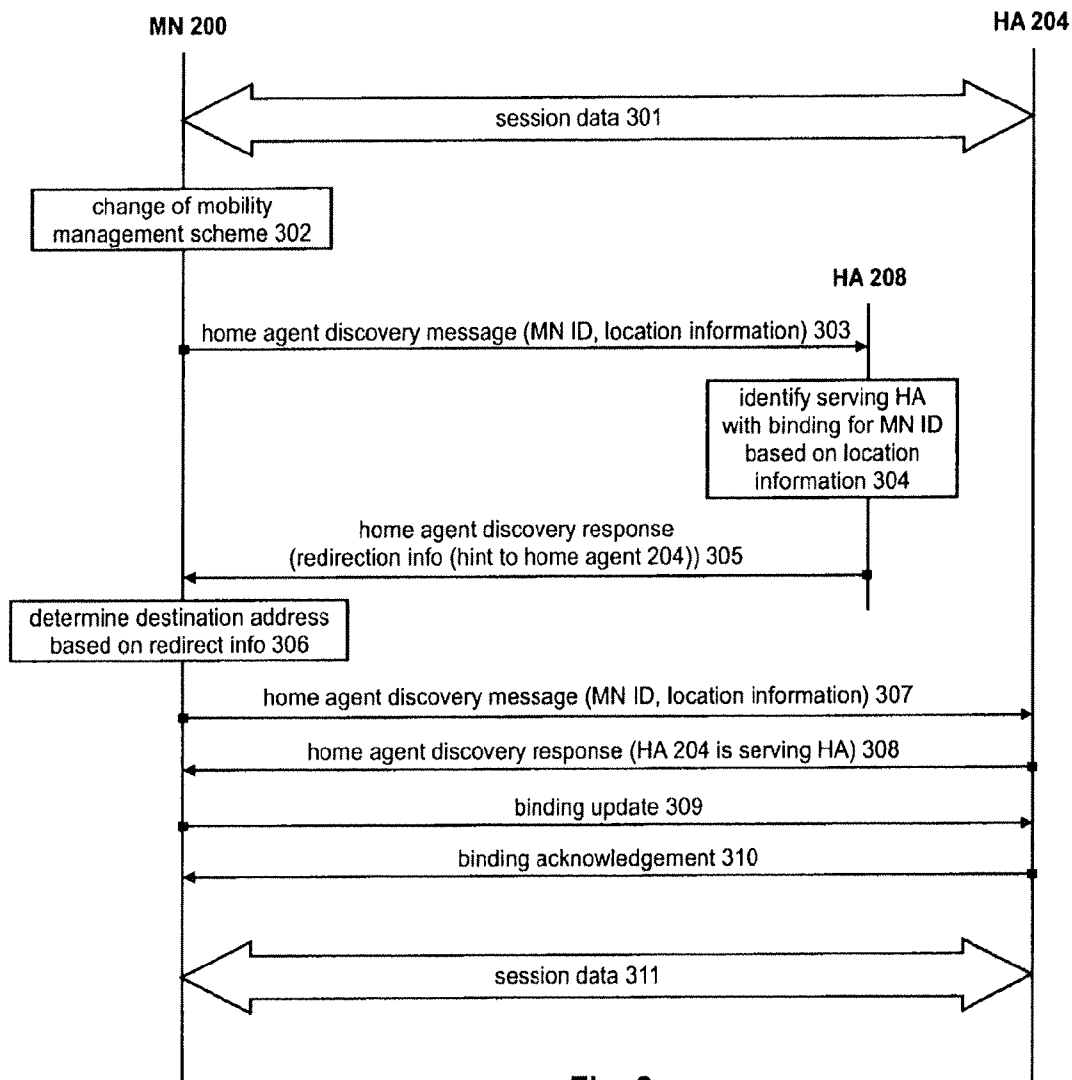 MN 200
HA 204
session data 301
change of mobility
management scheme 302
HA 208
home agent discovery message (MN ID, location information) 303
identify serving HA
with binding for MN ID
based on location
information 304
home agent discovery response
(redirection info (hint to home agent 204)) 305
determine destination address
based on redirect info 306
home agent discovery message (MN ID, location information) 307
home agent discovery response (HA 204 is serving HA) 308
binding update 309
binding acknowledgement 310
session data 311